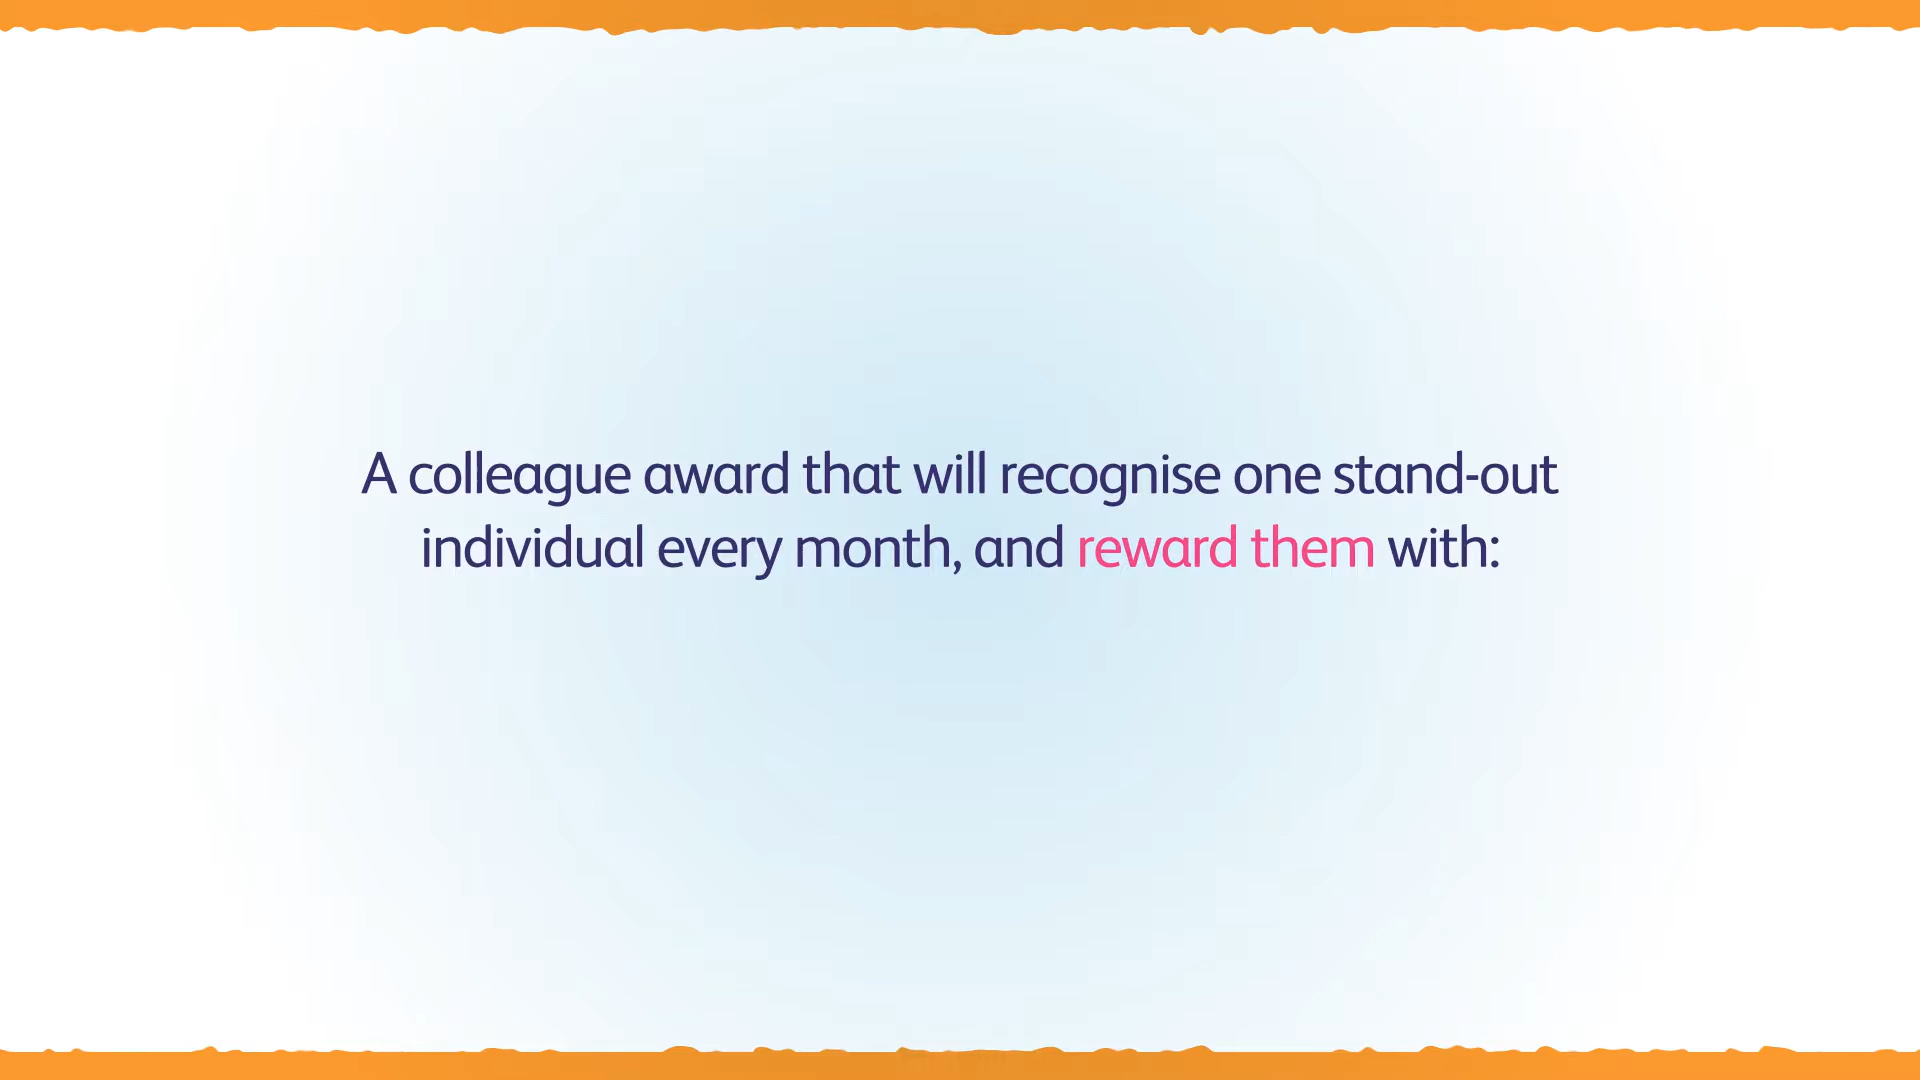 A colleague award that will recognise one stand-out
individual every month, and reward them with: